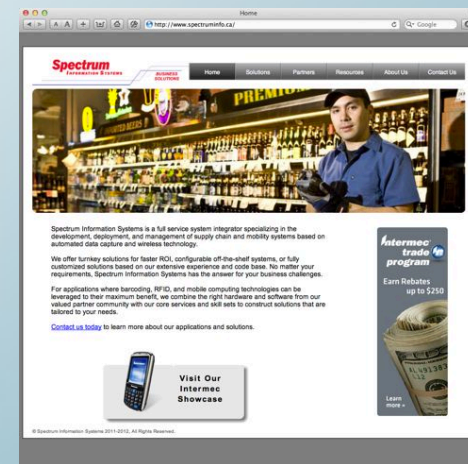 Home
http://www.spectruminfo.ca/
Google
Spectrum
INFORMATION SYSTEMS
BUSINESS
SOLUTIONS
Home Solutions Partners Resources About Us Contact Us
PREMI
Spectrum Information Systems is a full service system integrator specializing in the
development, deployment, and management of supply chain and mobility systems based on
automated data capture and wireless technology.
We offer turnkey solutions for faster ROI, configurable off-the-shelf systems, or fully
customized solutions based on our extensive experience and code base. No matter your
requirements, Spectrum Information Systems has the answer for your business challenges.
For applications where barcoding, RFID, and mobile computing technologies can be
leveraged to their maximum benefit, we combine the right hardware and software from our
valued partner community with our core services and skill sets to construct solutions that are
tailored to your needs.
Contact us today to learn more about our applications and solutions.
Intermec
trade
program
Earn Rebates
up to $250
Learn
more »
Visit Our
Intermec
Showcase
© Spectrum Information Systems 2011-2012, All Rights Reserved.